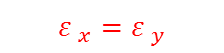 ε x = ε y